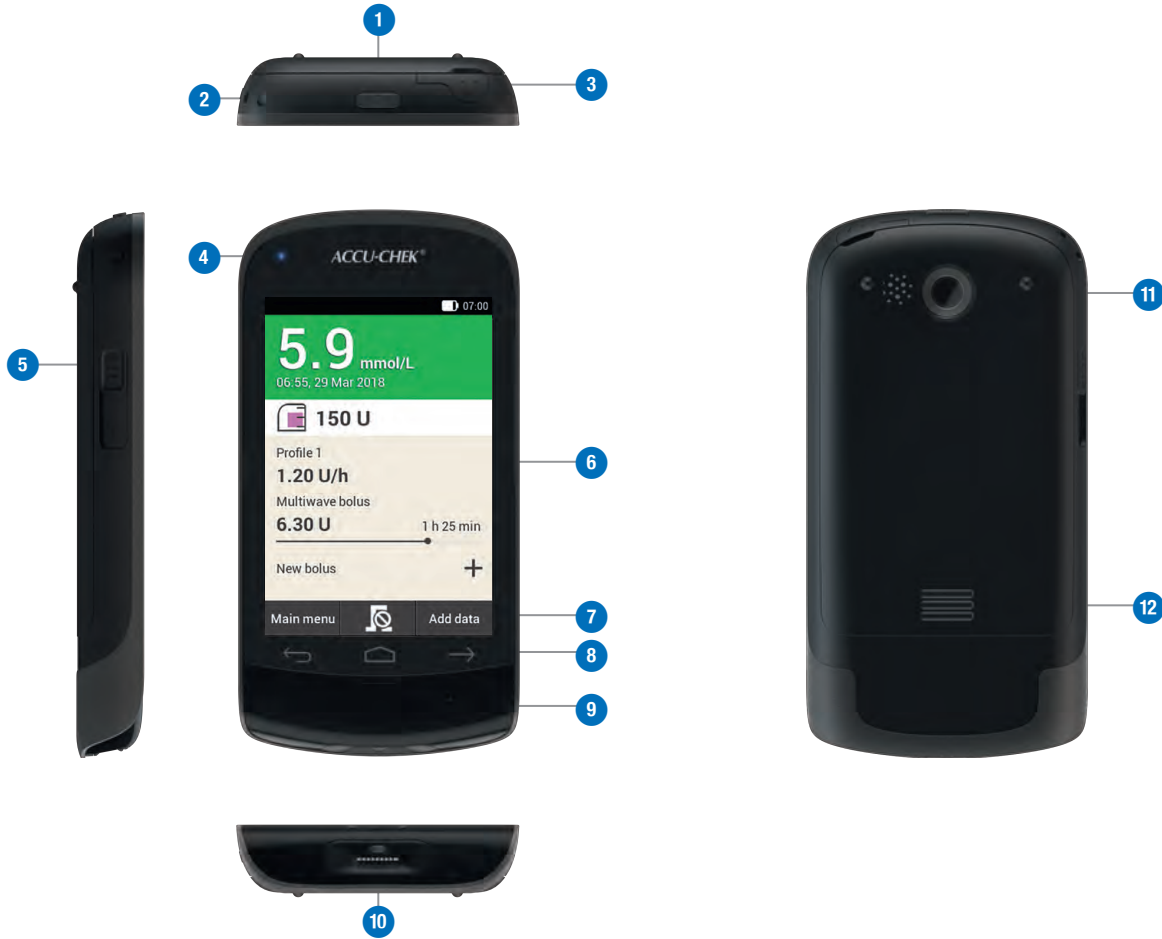 1
2
3
4
ACCU-CHEK®
07:00
5.9 mmol/L
06:55, 29 Mar 2018
150 U
Profile 1
1.20 U/h
Multiwave bolus
6.30 U 1 h 25 min
New bolus +
Main menu Add data
5
6
7
8
9
10
11
12